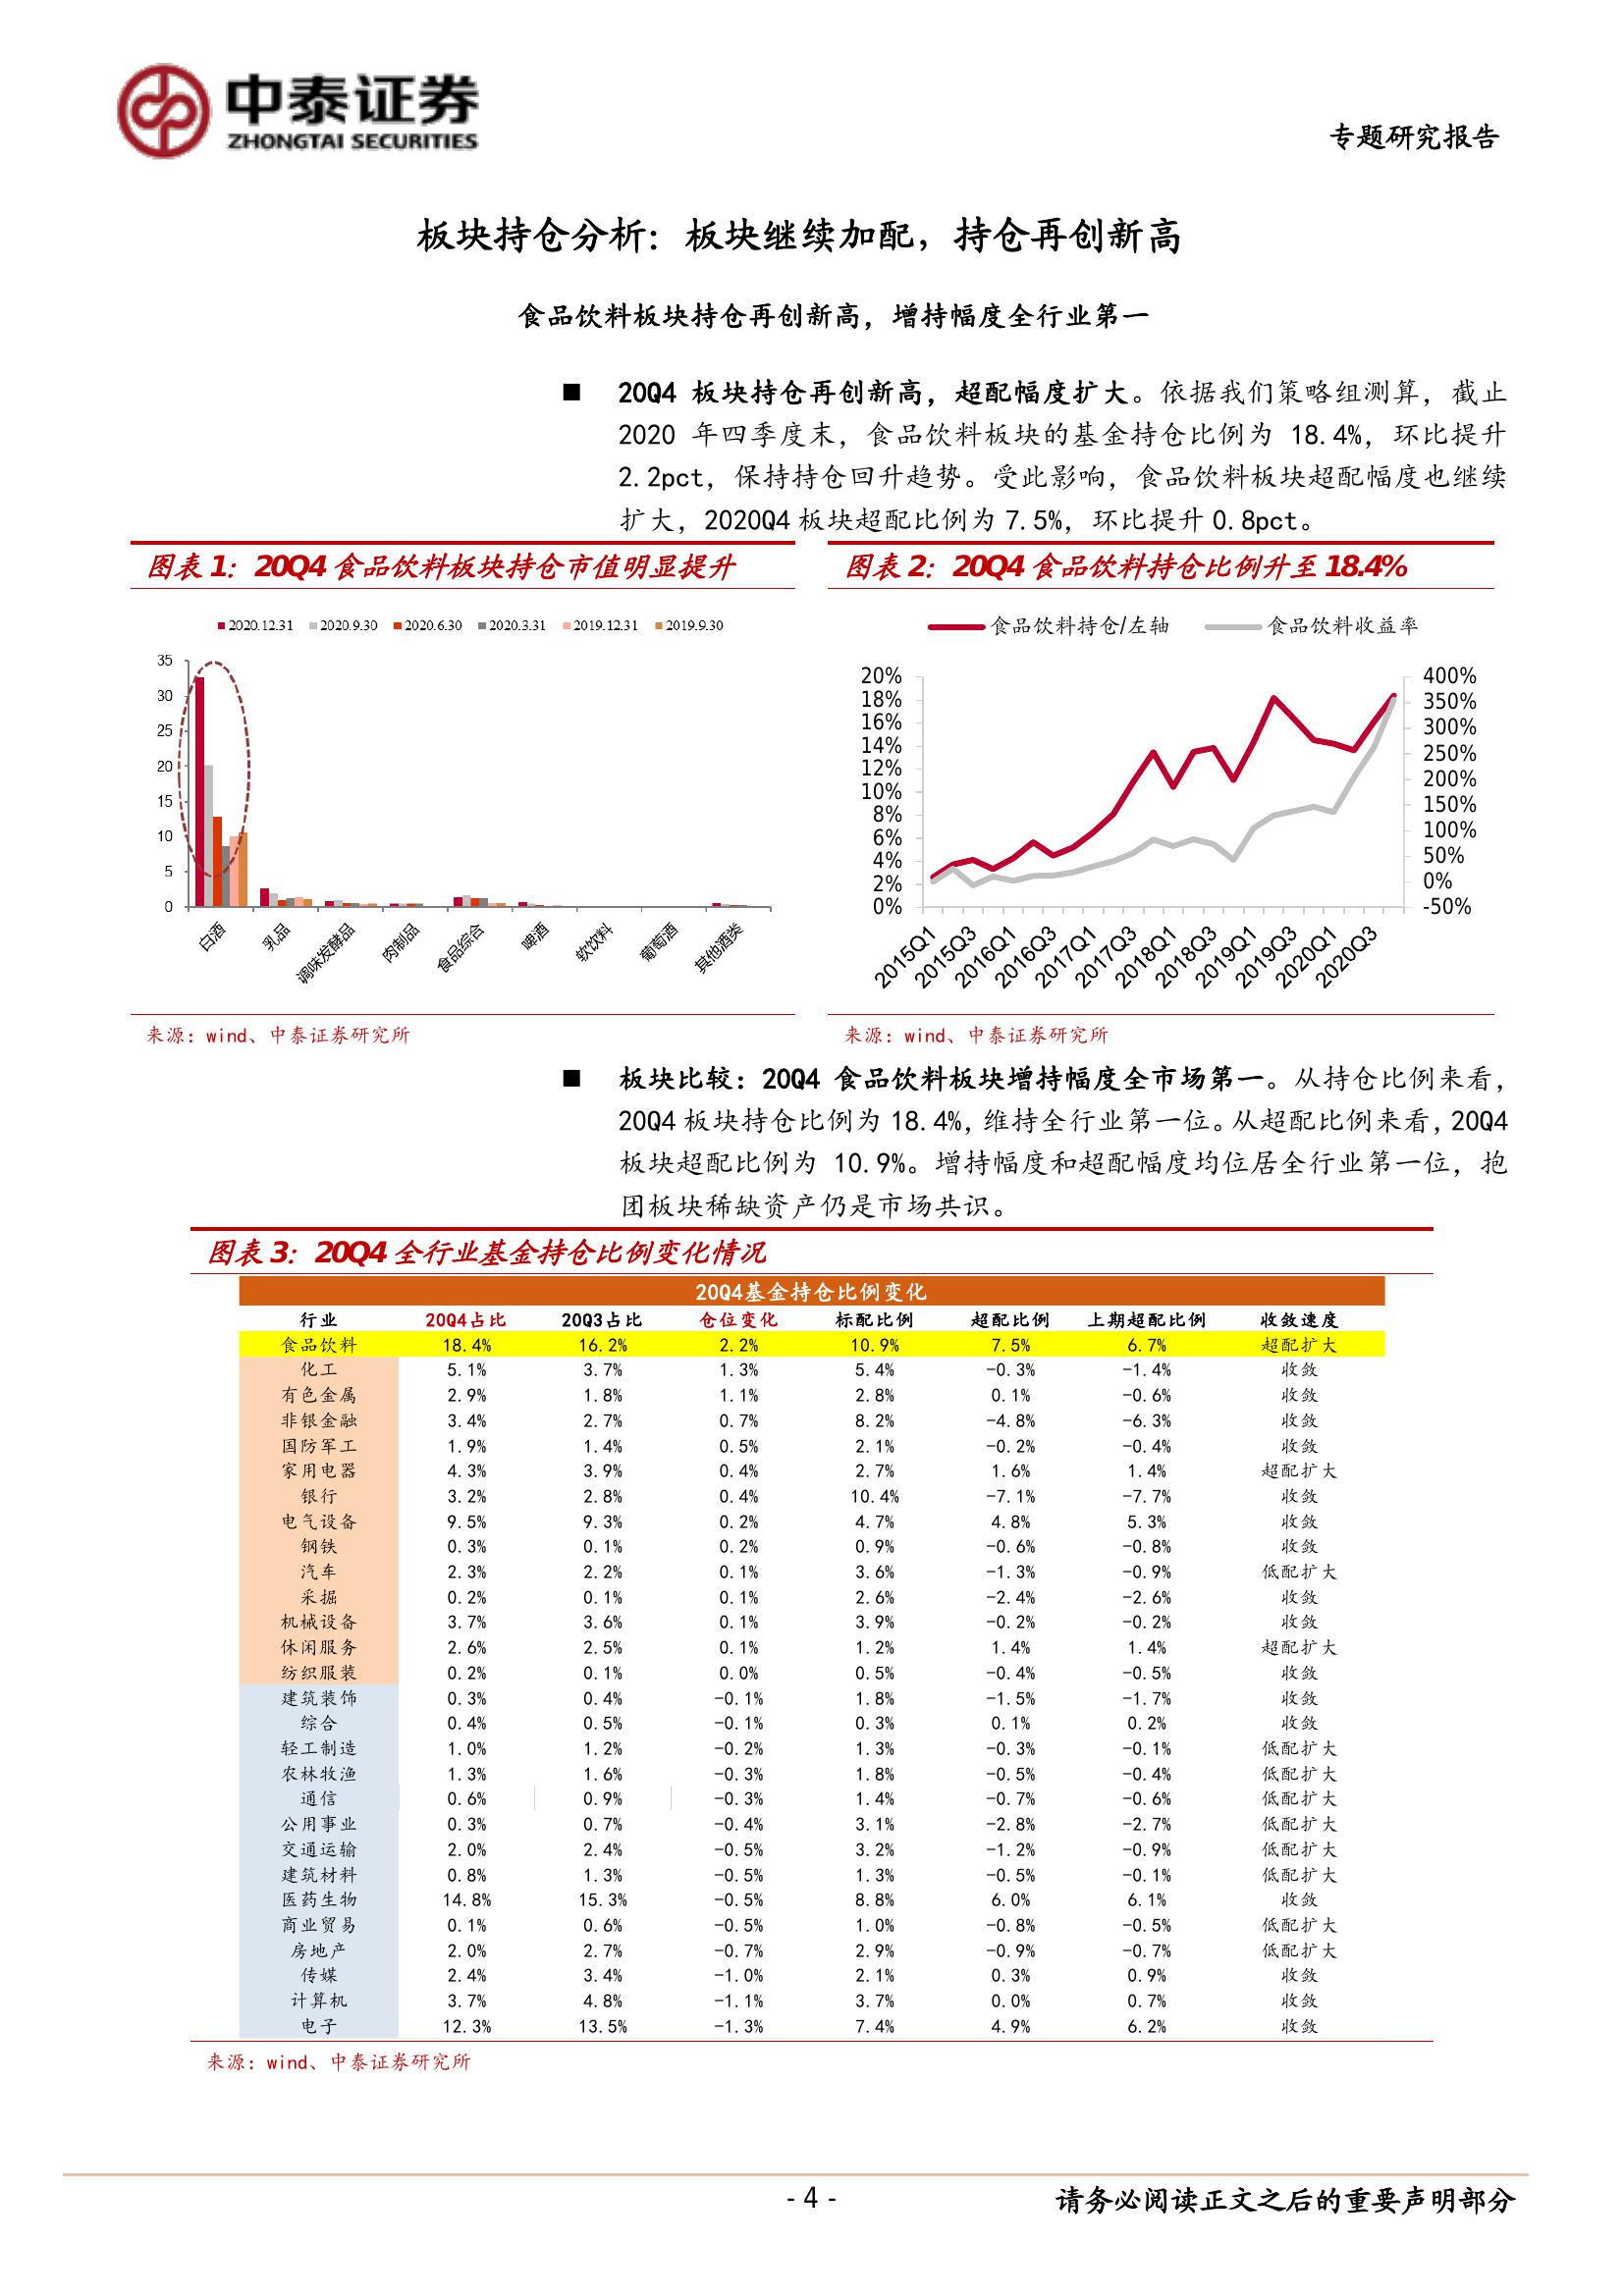 中泰证券
ZHONGTAI SECURITIES
专题研究报告
板块持仓分析：板块继续加配，持仓再创新高
食品饮料板块持仓再创新高，增持幅度全行业第一
■ 20Q4 板块持仓再创新高，超配幅度扩大。依据我们策略组测算，截止
2020 年四季度末，食品饮料板块的基金持仓比例为 18.4%，环比提升
2.2pct，保持持仓回升趋势。受此影响，食品饮料板块超配幅度也继续
扩大，2020Q4 板块超配比例为 7.5%，环比提升 0.8pct。
图表 1：20Q4 食品饮料板块持仓市值明显提升
2020.12.31 2020.9.30 2020.6.30 2020.3.31 2019.12.31 2019.9.30
35
30
25
20
15
10
5
0
白酒 乳品 调味发酵品 肉制品 食品综合 啤酒 软饮料 葡萄酒 其他酒类
来源：wind、中泰证券研究所
图表 2：20Q4 食品饮料持仓比例升至 18.4%
食品饮料持仓/左轴 食品饮料收益率
20% 400%
18% 350%
16% 300%
14% 250%
12% 200%
10% 150%
8% 100%
6% 50%
4% 0%
2% -50%
0%
2015Q1 2015Q3 2016Q1 2016Q3 2017Q1 2017Q3 2018Q1 2018Q3 2019Q1 2019Q3 2020Q1 2020Q3
来源：wind、中泰证券研究所
■ 板块比较：20Q4 食品饮料板块增持幅度全市场第一。从持仓比例来看，
20Q4 板块持仓比例为 18.4%，维持全行业第一位。从超配比例来看，20Q4
板块超配比例为 10.9%。增持幅度和超配幅度均位居全行业第一位，抱
团板块稀缺资产仍是市场共识。
图表 3：20Q4 全行业基金持仓比例变化情况
20Q4基金持仓比例变化
行业 20Q4占比 20Q3占比 仓位变化 标配比例 超配比例 上期超配比例 收敛速度
食品饮料 18.4% 16.2% 2.2% 10.9% 7.5% 6.7% 超配扩大
化工 5.1% 3.7% 1.3% 5.4% -0.3% -1.4% 收敛
有色金属 2.9% 1.8% 1.1% 2.8% 0.1% -0.6% 收敛
非银金融 3.4% 2.7% 0.7% 8.2% -4.8% -6.3% 收敛
国防军工 1.9% 1.4% 0.5% 2.1% -0.2% -0.4% 收敛
家用电器 4.3% 3.9% 0.4% 2.7% 1.6% 1.4% 超配扩大
银行 3.2% 2.8% 0.4% 10.4% -7.1% -7.7% 收敛
电气设备 9.5% 9.3% 0.2% 4.7% 4.8% 5.3% 收敛
钢铁 0.3% 0.1% 0.2% 0.9% -0.6% -0.8% 收敛
汽车 2.3% 2.2% 0.1% 3.6% -1.3% -0.9% 低配扩大
采掘 0.2% 0.1% 0.1% 2.6% -2.4% -2.6% 收敛
机械设备 3.7% 3.6% 0.1% 3.9% -0.2% -0.2% 收敛
休闲服务 2.6% 2.5% 0.1% 1.2% 1.4% 1.4% 超配扩大
纺织服装 0.2% 0.1% 0.0% 0.5% -0.4% -0.5% 收敛
建筑装饰 0.3% 0.4% -0.1% 1.8% -1.5% -1.7% 收敛
综合 0.4% 0.5% -0.1% 0.3% 0.1% 0.2% 收敛
轻工制造 1.0% 1.2% -0.2% 1.3% -0.3% -0.1% 低配扩大
农林牧渔 1.3% 1.6% -0.3% 1.8% -0.5% -0.4% 低配扩大
通信 0.6% 0.9% -0.3% 1.4% -0.7% -0.6% 低配扩大
公用事业 0.3% 0.7% -0.4% 3.1% -2.8% -2.7% 低配扩大
交通运输 2.0% 2.4% -0.5% 3.2% -1.2% -0.9% 低配扩大
建筑材料 0.8% 1.3% -0.5% 1.3% -0.5% -0.1% 低配扩大
医药生物 14.8% 15.3% -0.5% 8.8% 6.0% 6.1% 收敛
商业贸易 0.1% 0.6% -0.5% 1.0% -0.8% -0.5% 低配扩大
房地产 2.0% 2.7% -0.7% 2.9% -0.9% -0.7% 低配扩大
传媒 2.4% 3.4% -1.0% 2.1% 0.3% 0.9% 收敛
计算机 3.7% 4.8% -1.1% 3.7% 0.0% 0.7% 收敛
电子 12.3% 13.5% -1.3% 7.4% 4.9% 6.2% 收敛
来源：wind、中泰证券研究所
- 4 -
请务必阅读正文之后的重要声明部分